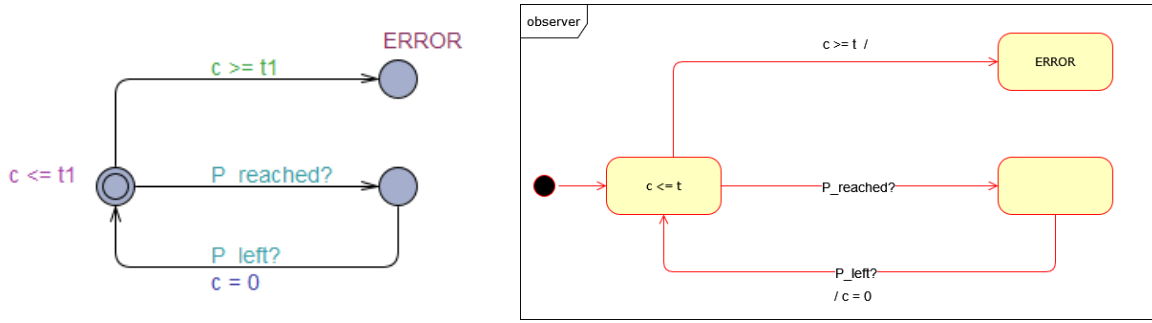 ERROR
c >= t1
c <= t1
P_reached?
P_left?
c = 0
observer
c >= t /
ERROR
c <= t
P_reached?
P_left?
/ c = 0